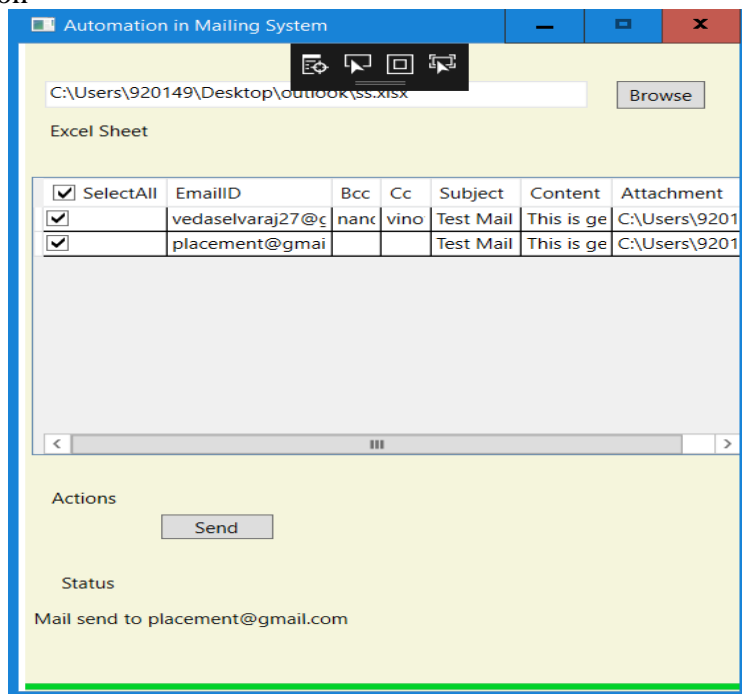 Automation in Mailing System
C:\Users\920149\Desktop\outlook\ss.xlsx
Browse
Excel Sheet
SelectAll EmailID Bcc Cc Subject Content Attachment
vedaselvaraj27@g nand vino Test Mail This is ge C:\Users\9201
placement@gmai Test Mail This is ge C:\Users\9201
Actions
Send
Status
Mail send to placement@gmail.com